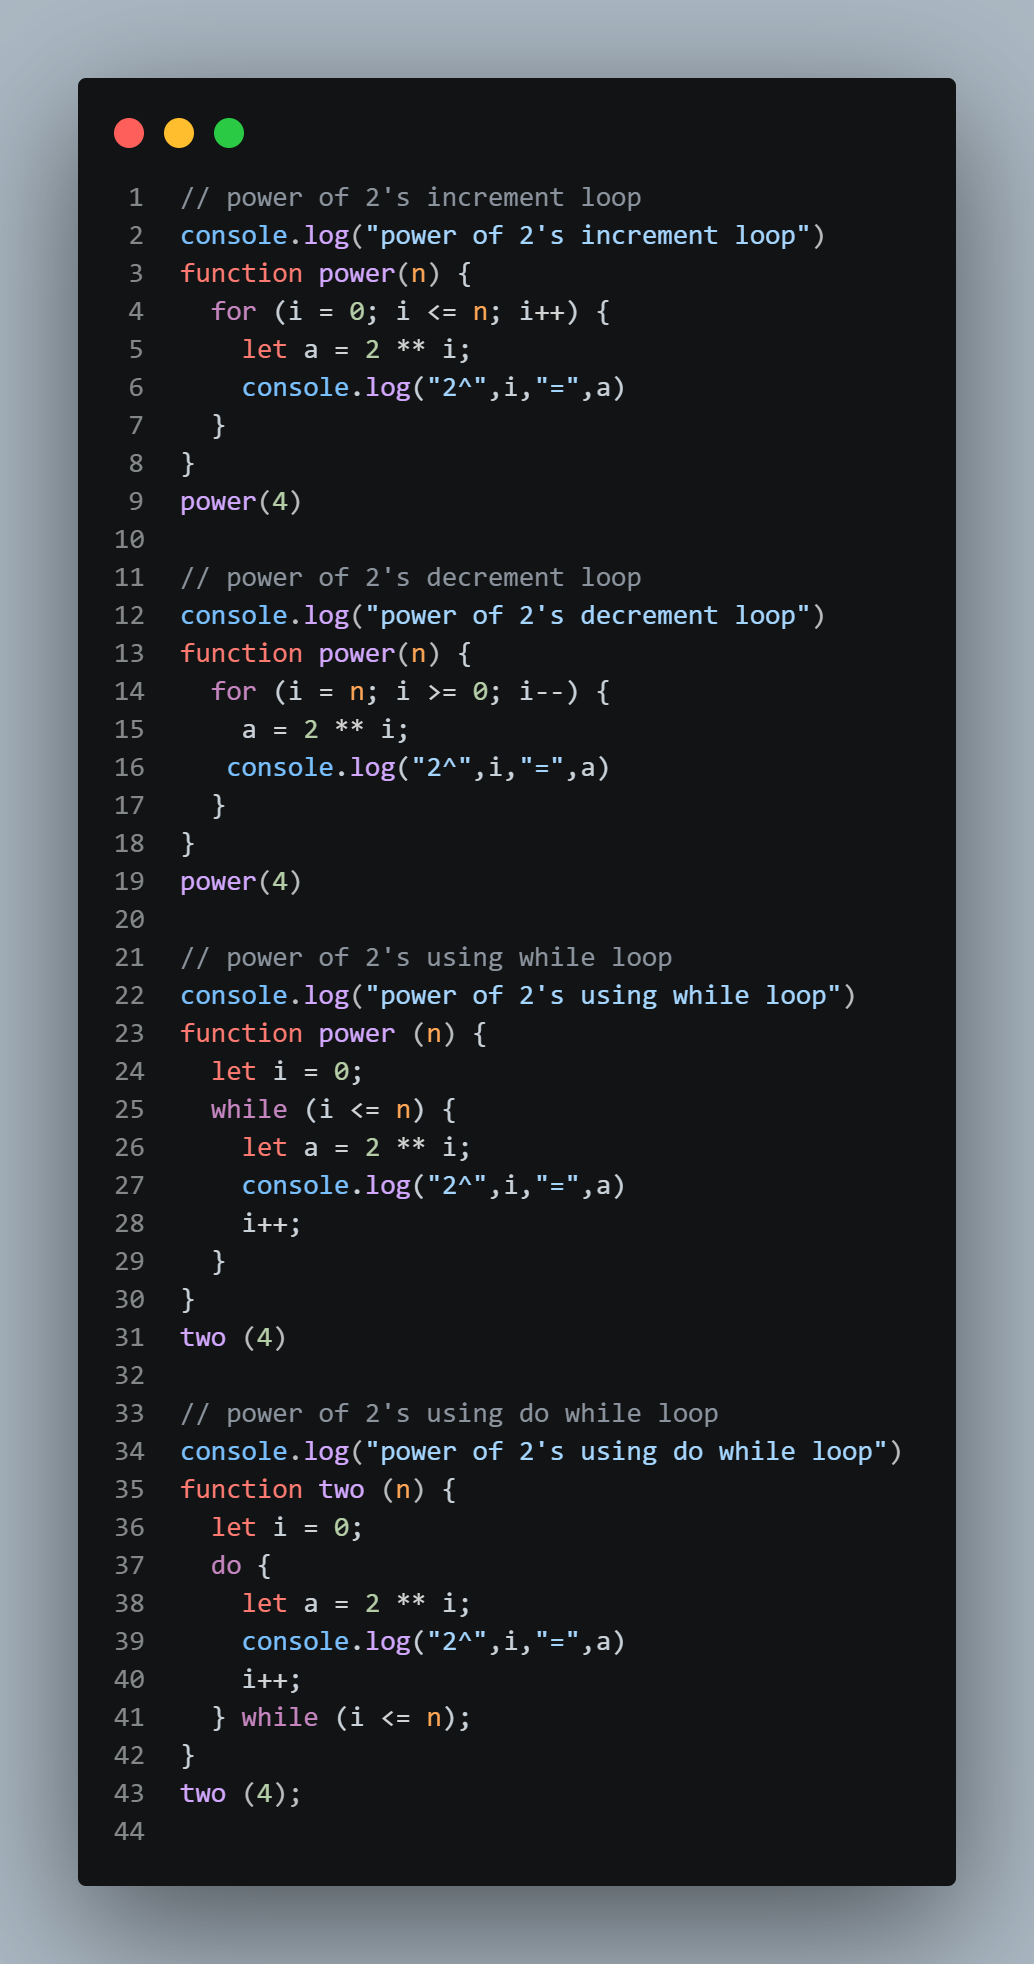 1 // power of 2's increment loop
2 console.log("power of 2's increment loop")
3 function power(n) {
4   for (i = 0; i <= n; i++) {
5     let a = 2 ** i;
6     console.log("2^",i,"=",a)
7   }
8 }
9 power(4)
10
11 // power of 2's decrement loop
12 console.log("power of 2's decrement loop")
13 function power(n) {
14   for (i = n; i >= 0; i--) {
15     a = 2 ** i;
16    console.log("2^",i,"=",a)
17   }
18 }
19 power(4)
20
21 // power of 2's using while loop
22 console.log("power of 2's using while loop")
23 function power (n) {
24   let i = 0;
25   while (i <= n) {
26     let a = 2 ** i;
27     console.log("2^",i,"=",a)
28     i++;
29   }
30 }
31 two (4)
32
33 // power of 2's using do while loop
34 console.log("power of 2's using do while loop")
35 function two (n) {
36   let i = 0;
37   do {
38     let a = 2 ** i;
39     console.log("2^",i,"=",a)
40     i++;
41   } while (i <= n);
42 }
43 two (4);
44